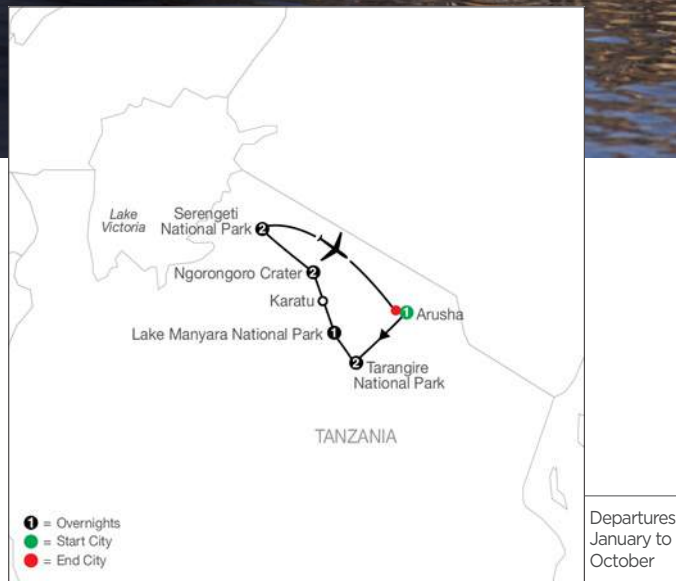 Lake
Victoria
Serengeti
National Park
2
Ngorongoro Crater
2
Karatu
1
Arusha
Lake Manyara National Park
1
2
Tarangire
National Park
TANZANIA
1 = Overnights
= Start City
= End City
Departures
January to
October